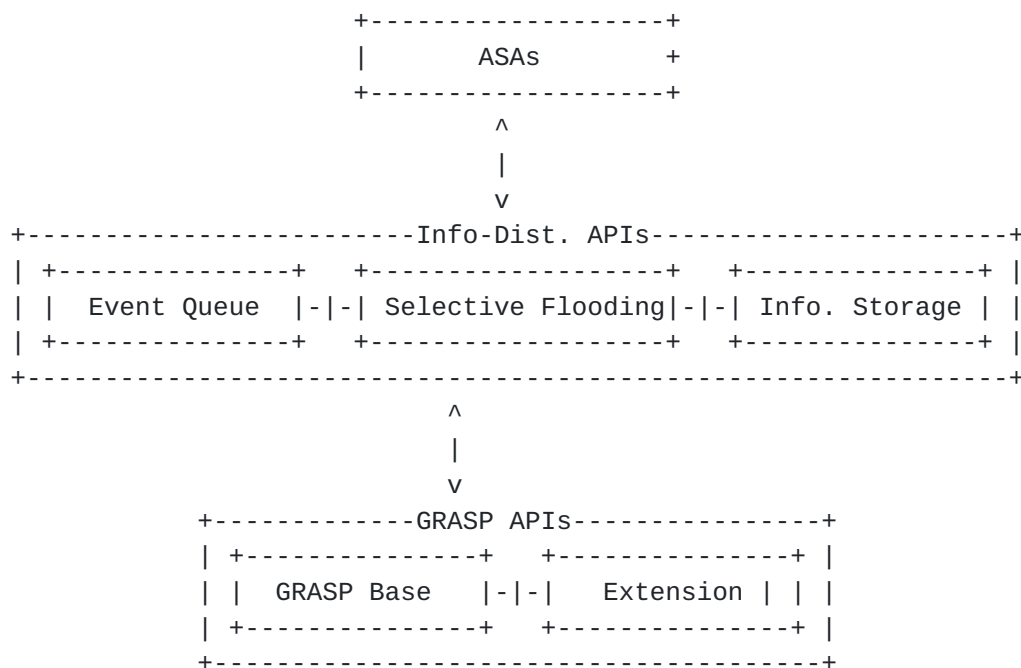 ASAs
Info-Dist. APIs
Event Queue Selective Flooding Info. Storage
GRASP APIs
GRASP Base Extension